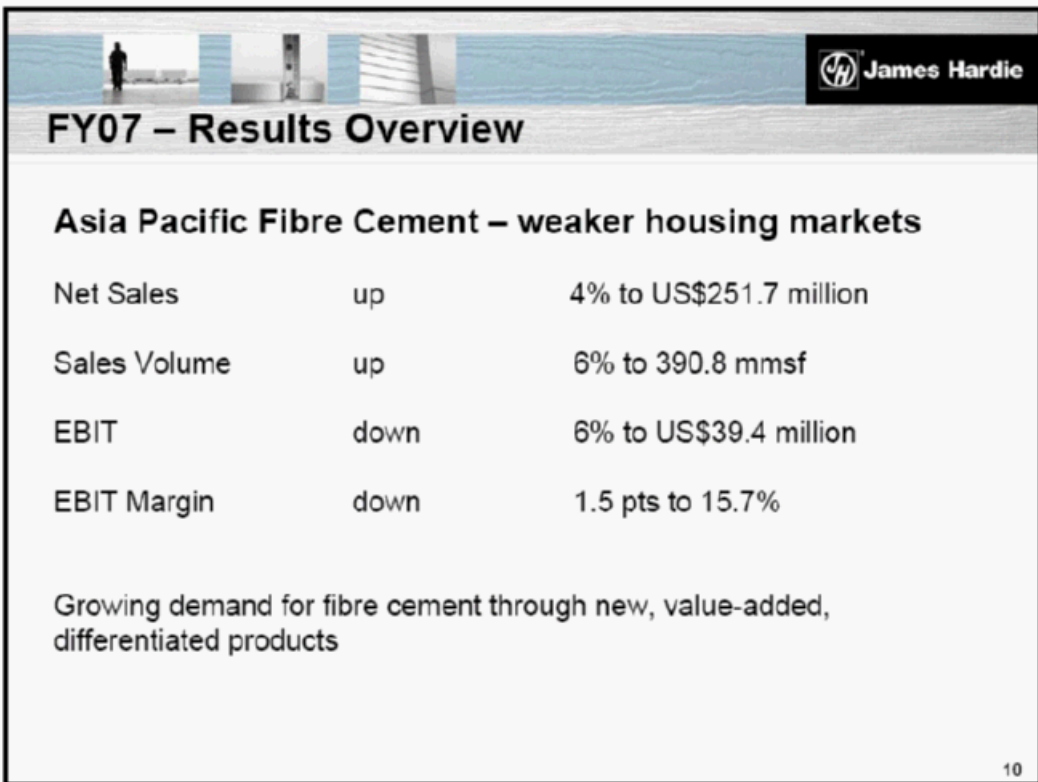 James Hardie
FY07 – Results Overview
Asia Pacific Fibre Cement – weaker housing markets
Net Sales up 4% to US$251.7 million
Sales Volume up 6% to 390.8 mmsf
EBIT down 6% to US$39.4 million
EBIT Margin down 1.5 pts to 15.7%
Growing demand for fibre cement through new, value-added,
differentiated products
10